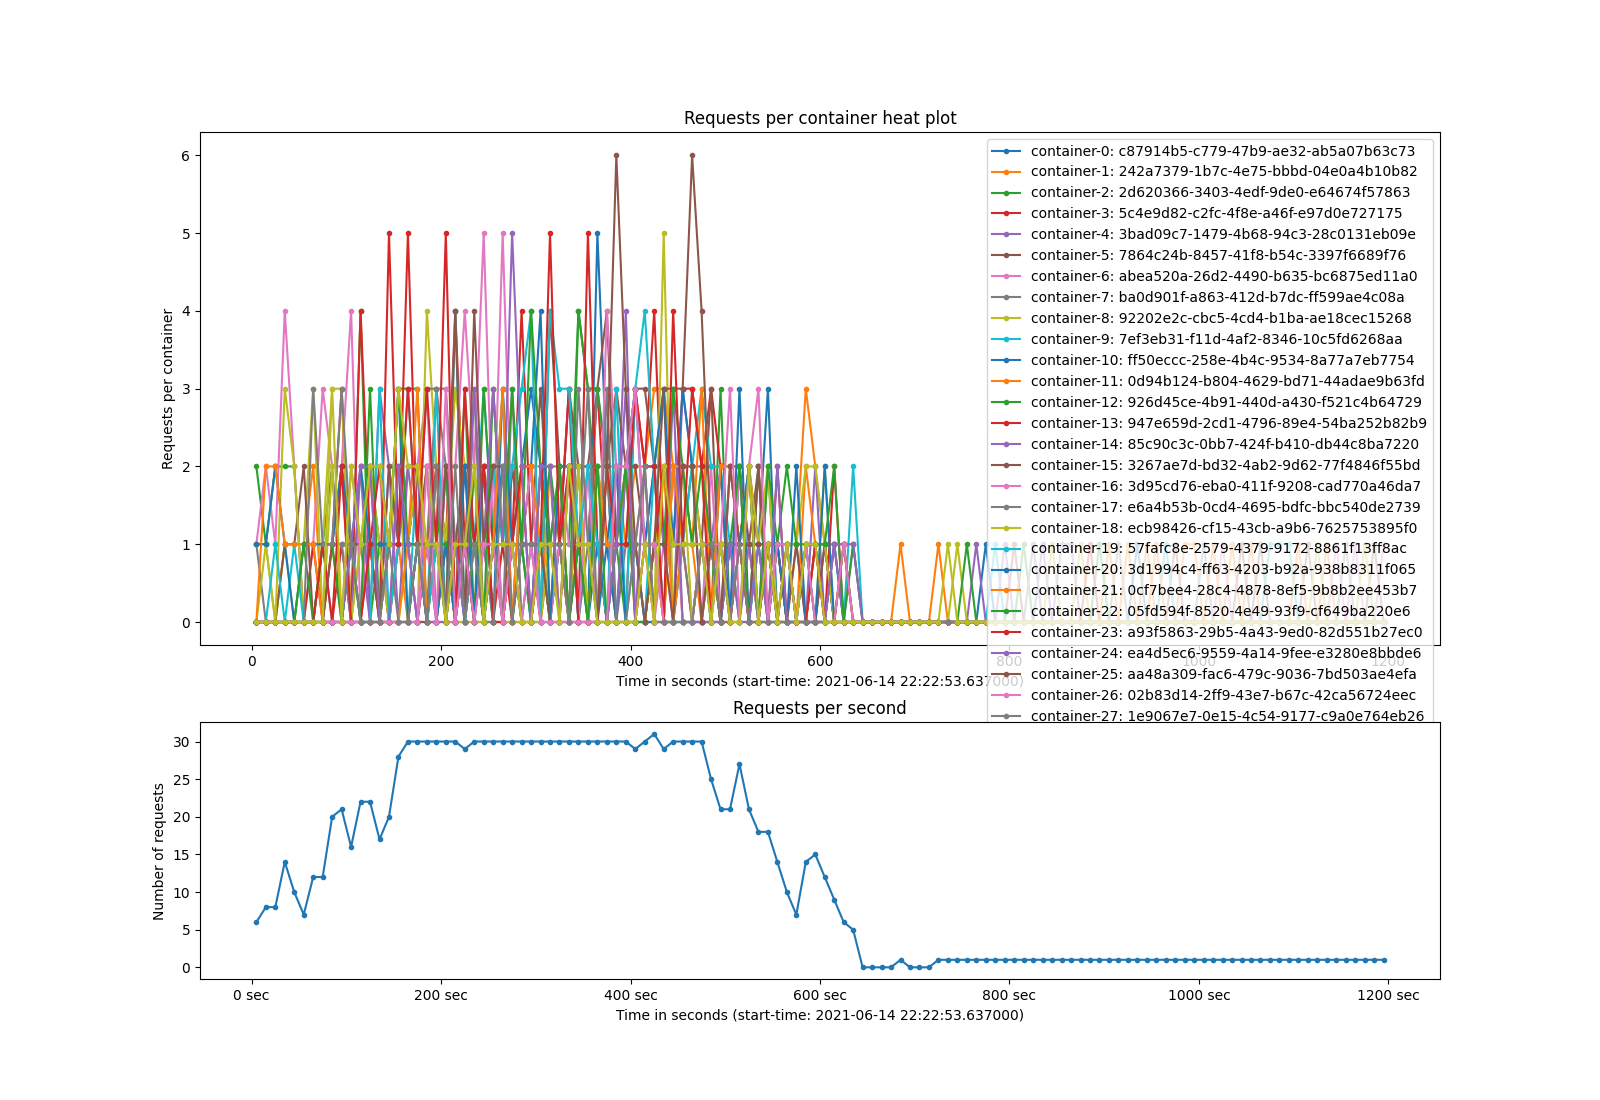 Requests per container heat plot
Requests per container
6
5
4
3
2
1
0
container-0: c87914b5-c779-47b9-ae32-ab5a07b63c73
container-1: 242a7379-1b7c-4e75-bbbd-04e0a4b10b82
container-2: 2d620366-3403-4edf-9de0-e64674f57863
container-3: 5c4e9d82-c2fc-4f8e-a46f-e97d0e727175
container-4: 3bad09c7-1479-4b68-94c3-28c0131eb09e
container-5: 7864c24b-8457-41f8-b54c-3397f6689f76
container-6: abea520a-26d2-4490-b635-bc6875ed11a0
container-7: ba0d901f-a863-412d-b7dc-ff599ae4c08a
container-8: 92202e2c-cbc5-4cd4-b1ba-ae18cec15268
container-9: 7ef3eb31-f11d-4af2-8346-10c5fd6268aa
container-10: ff50eccc-258e-4b4c-9534-8a77a7eb7754
container-11: 0d94b124-b804-4629-bd71-44adae9b63fd
container-12: 926d45ce-4b91-440d-a430-f521c4b64729
container-13: 947e659d-2cd1-4796-89e4-54ba252b82b9
container-14: 85c90c3c-0bb7-424f-b410-db44c8ba7220
container-15: 3267ae7d-bd32-4ab2-9d62-77f4846f55bd
container-16: 3d95cd76-eba0-411f-9208-cad770a46da7
container-17: e6a4b53b-0cd4-4695-bdfc-bbc540de2739
container-18: ecb98426-cf15-43cb-a9b6-7625753895f0
container-19: 57fafc8e-2579-4379-9172-8861f13ff8ac
container-20: 3d1994c4-ff63-4203-b92a-938b8311f065
container-21: 0cf7bee4-28c4-4878-8ef5-9b8b2ee453b7
container-22: 05fd594f-8520-4e49-93f9-cf649ba220e6
container-23: a93f5863-29b5-4a43-9ed0-82d551b27ec0
container-24: ea4d5ec6-9559-4a14-9fee-e3280e8bbde6
container-25: aa48a309-fac6-479c-9036-7bd503ae4efa
container-26: 02b83d14-2ff9-43e7-b67c-42ca56724eec
container-27: 1e9067e7-0e15-4c54-9177-c9a0e764eb26
0 200 400 600 800 1000 1200
Time in seconds (start-time: 2021-06-14 22:22:53.637000)
Requests per second
Number of requests
30
25
20
15
10
5
0
0 sec 200 sec 400 sec 600 sec 800 sec 1000 sec 1200 sec
Time in seconds (start-time: 2021-06-14 22:22:53.637000)